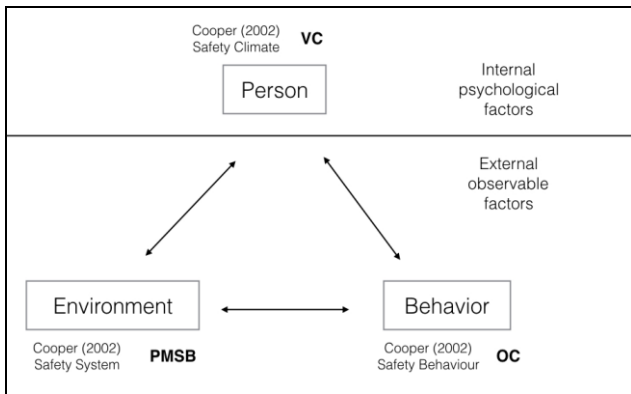 Cooper (2002)
Safety Climate
VC
Person
Internal
psychological
factors
External
observable
factors
Environment
Behavior
Cooper (2002)
Safety System
PMSB
Cooper (2002)
Safety Behaviour
OC